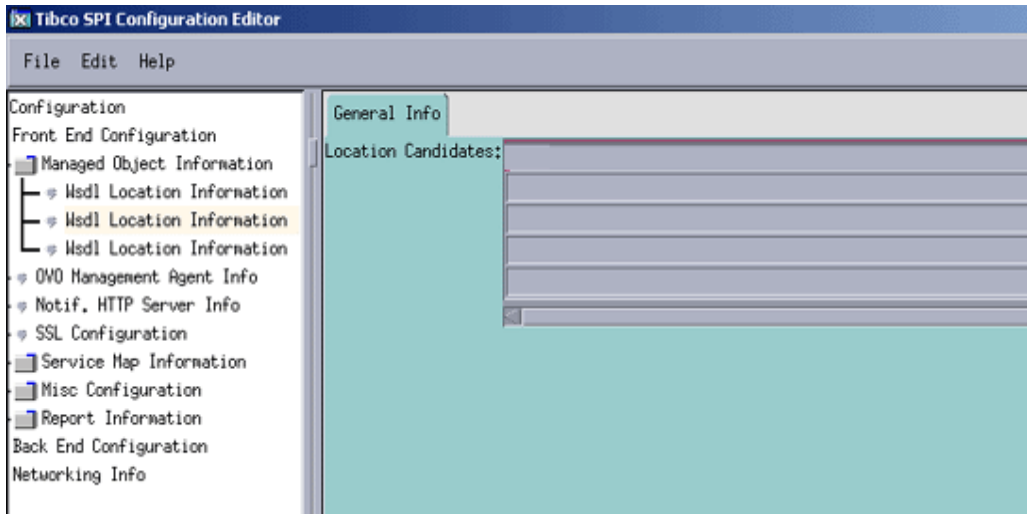 Tibco SPI Configuration Editor
File Edit Help
Configuration
Front End Configuration
Managed Object Information
Wsdl Location Information
Wsdl Location Information
Wsdl Location Information
OVO Management Agent Info
Notif. HTTP Server Info
SSL Configuration
Service Map Information
Misc Configuration
Report Information
Back End Configuration
Networking Info
General Info
Location Candidates: